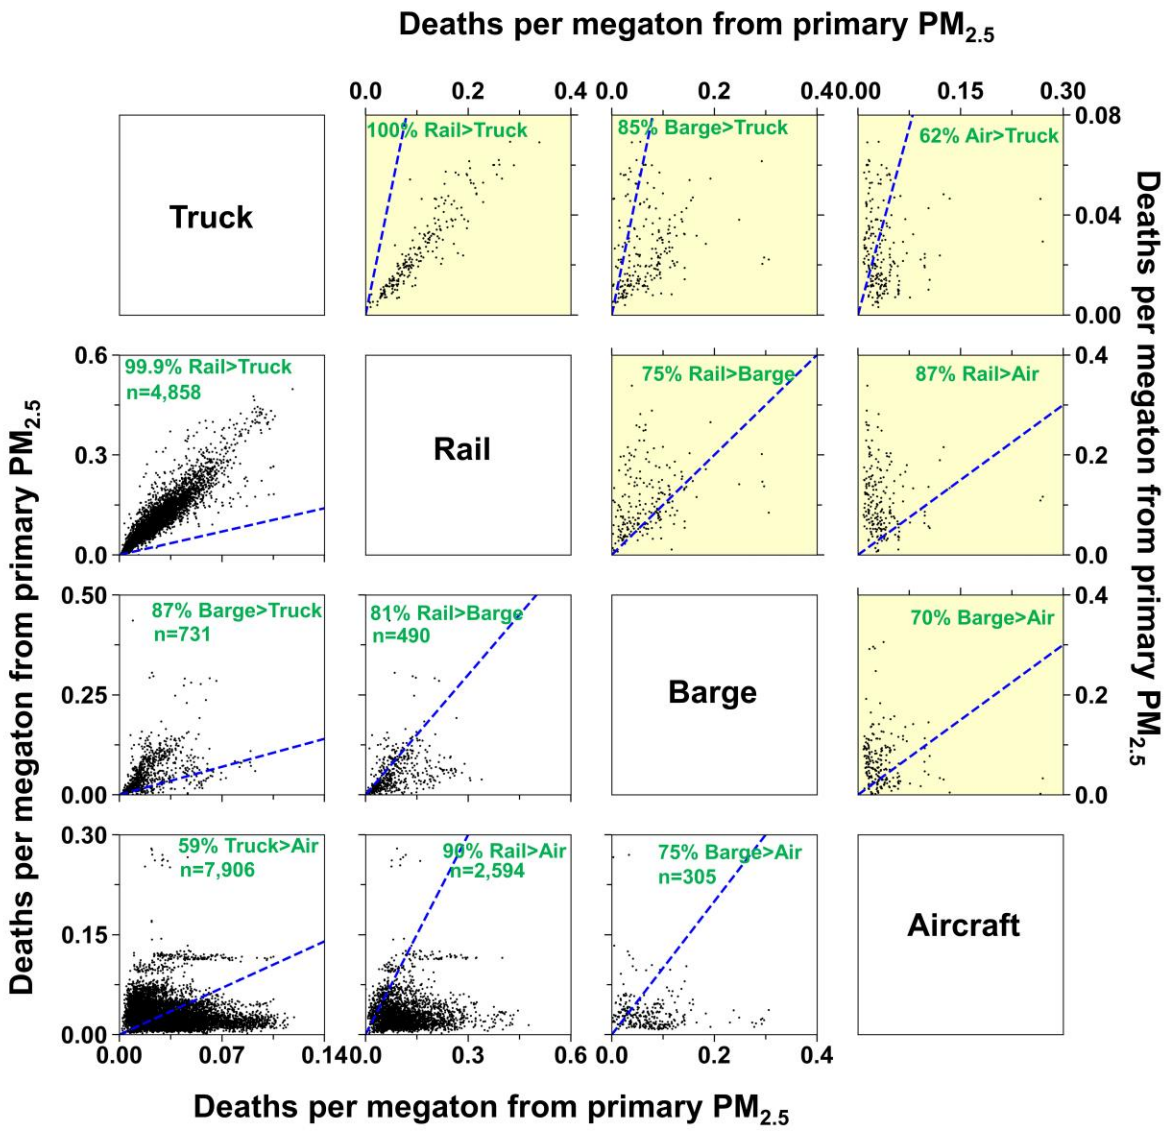 Deaths per megaton from primary PM2.5
0.0 0.2 0.4 0.0 0.2 0.4 0.00 0.15 0.30
Truck
100% Rail>Truck
85% Barge>Truck
62% Air>Truck
0.08
0.04
0.00
0.6
0.3
0.0
99.9% Rail>Truck
n=4,858
Rail
75% Rail>Barge
87% Rail>Air
0.4
0.2
0.0
0.50
0.25
0.00
87% Barge>Truck
n=731
81% Rail>Barge
n=490
Barge
70% Barge>Air
0.4
0.2
0.0
0.30
0.15
0.00
59% Truck>Air
n=7,906
90% Rail>Air
n=2,594
75% Barge>Air
n=305
Aircraft
0.00 0.07 0.14 0.0 0.3 0.6 0.0 0.2 0.4
Deaths per megaton from primary PM2.5
Deaths per megaton from primary PM2.5
Deaths per megaton from primary PM2.5